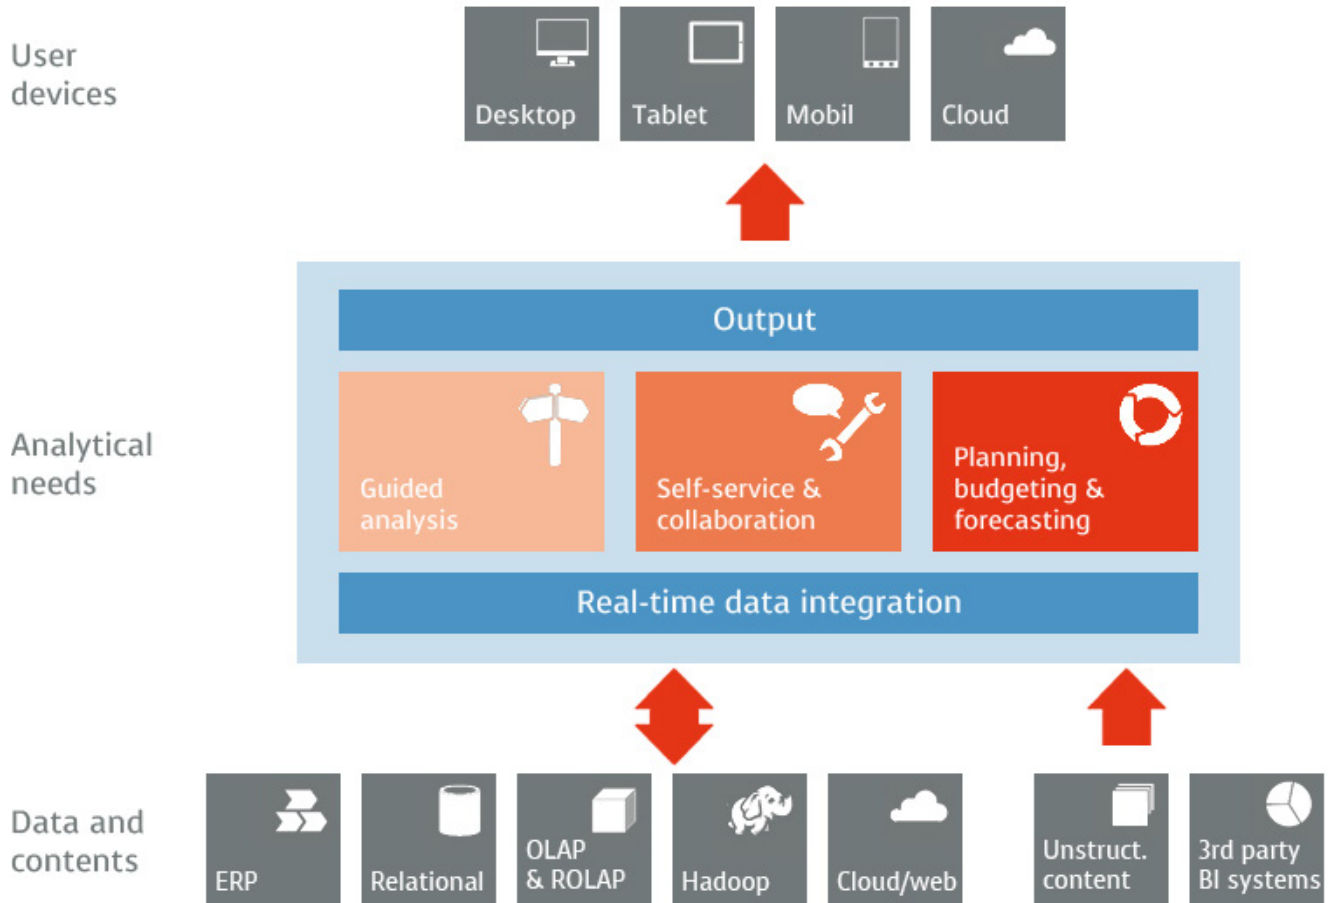 User
devices
Desktop
Tablet
Mobil
Cloud
Output
Analytical
needs
Guided
analysis
Self-service &
collaboration
Planning,
budgeting &
forecasting
Real-time data integration
Data and
contents
ERP
Relational
OLAP
& ROLAP
Hadoop
Cloud/web
Unstruct.
content
3rd party
BI systems